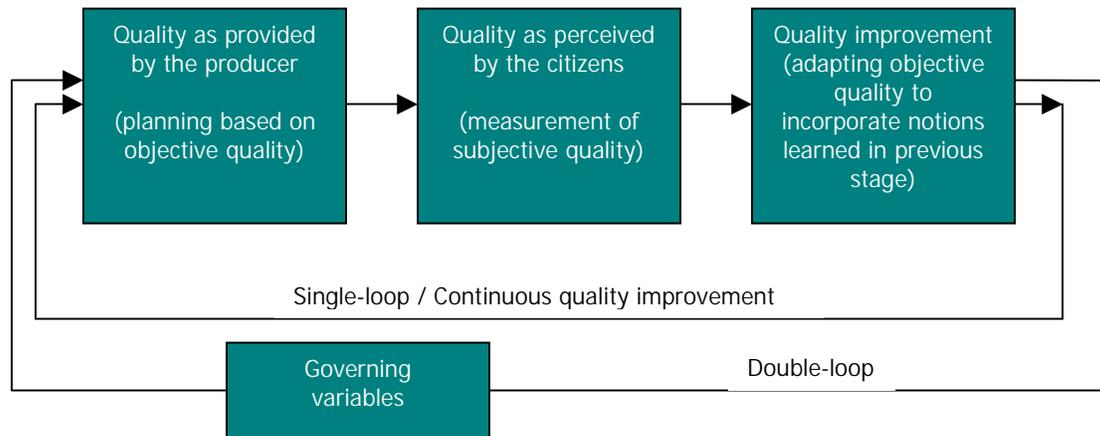 Quality as provided
by the producer
(planning based on
objective quality)
Quality as perceived
by the citizens
(measurement of
subjective quality)
Quality improvement
(adapting objective
quality to
incorporate notions
learned in previous
stage)
Single-loop / Continuous quality improvement
Double-loop
Governing
variables